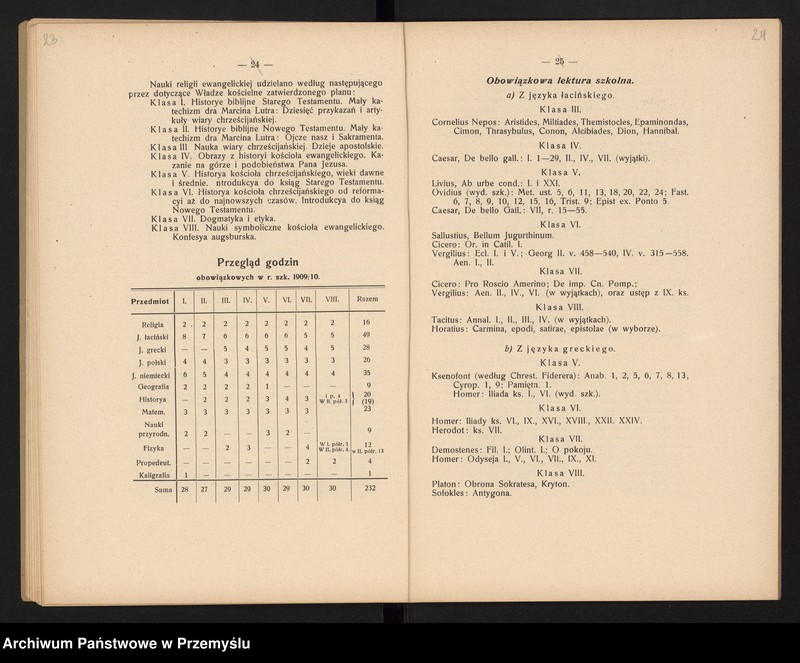 23
— 24 —
Nauki religii ewangelickiej udzielano według następującego
przez dotyczące Władze kościelne zatwierdzonego planu:
Klasa I. Historye biblijne Starego Testamentu. Mały ka-
techizm dra Marcina Lutra: Dziesięć przykazań i arty-
kuły wiary chrześcijańskiej.
Klasa II. Historye biblijne Nowego Testamentu. Mały ka-
techizm dra Marcina Lutra: Ojcze nasz i Sakramenta.
Klasa III Nauka wiary chrześcijańskiej. Dzieje apostolskie.
Klasa IV. Obrazy z historyi kościoła ewangelickiego. Ka-
zanie na górze i podobieństwa Pana Jezusa.
Klasa V. Historya kościoła chrześcijańskiego, wieki dawne
i średnie. ntrodukcya do ksiąg Starego Testamentu.
Klasa VI. Historya kościoła chrześcijańskiego od reforma-
cyi aż do najnowszych czasów. Introdukcya do ksiąg
Nowego Testamentu.
Klasa VII. Dogmatyka i etyka.
Klasa VIII. Nauki symboliczne kościoła ewangelickiego.
Konfesya augsburska.
Przegląd godzin
obowiązkowych w r. szk. 1909/10.
Przedmiot I. II. III. IV. V. VI. VII. VIII. Razem
Religia 2 2 2 2 2 2 2 2 16
J. łaciński 8 7 6 6 6 6 5 5 49
J. grecki — — 5 4 5 5 4 5 28
J. polski 4 4 3 3 3 3 3 3 26
J. niemiecki 6 5 4 4 4 4 4 4 35
Geografia 2 2 2 2 1 — — — 9
Historya — 2 2 2 3 4 3 I p. 4 W II. pół. 3 20 (19)
Matem. 3 3 3 3 3 3 3 23
Nauki
przyrodn. 2 2 — — 3 2 — 9
Fizyka — — 2 3 — — 4 W I. półr. 3 W II. półr. 4 12 w II. półr. 13
Propedeut. — — — — — — 2 2 4
Kaligrafia 1 — — — — — — — 1
Suma 28 27 29 29 30 29 30 30 232
24
— 25 —
Obowiązkowa lektura szkolna.
a) Z języka łacińskiego.
Klasa III.
Cornelius Nepos: Aristides, Miltiades, Themistocles, Epaminondas,
Cimon, Thrasybulus, Conon, Alcibiades, Dion, Hannibal.
Klasa IV.
Caesar, De bello gall.: I. 1—29, II., IV., VII. (wyjątki).
Klasa V.
Livius, Ab urbe cond.: I. i XXI.
Ovidius (wyd. szk.): Met. ust. 5, 6, 11, 13, 18, 20, 22, 24; Fast.
6, 7, 8, 9, 10, 12, 15, 16, Trist. 9; Epist ex. Ponto 5.
Caesar, De bello Gall.: VII, r. 15—55.
Klasa VI.
Sallustius, Bellum Jugurthinum.
Cicero: Or. in Catil. I.
Vergilius: Ecl. I. i V.; Georg II. v. 458—540, IV. v. 315—558.
Aen. I., II.
Klasa VII.
Cicero: Pro Roscio Amerino; De imp. Cn. Pomp.;
Vergilius: Aen. II., IV., VI. (w wyjątkach), oraz ustęp z IX. ks.
Klasa VIII.
Tacitus: Annal. I., II., III., IV. (w wyjątkach).
Horatius: Carmina, epodi, satirae, epistolae (w wyborze).
b) Z języka greckiego.
Klasa V.
Ksenofont (według Chrest. Fiderera): Anab. 1, 2, 5, 6, 7, 8, 13,
Cyrop. 1, 9; Pamiętn. 1.
Homer: Iliada ks. I., VI. (wyd. szk.).
Klasa VI.
Homer: Iliady ks. VI., IX., XVI., XVIII., XXII. XXIV.
Herodot: ks. VII.
Klasa VII.
Demostenes: Fil. I.; Olint. I.; O pokoju.
Homer: Odyseja I., V., VI., VII., IX., XI.
Klasa VIII.
Platon: Obrona Sokratesa, Kryton.
Sofokles: Antygona.
Archiwum Państwowe w Przemyślu